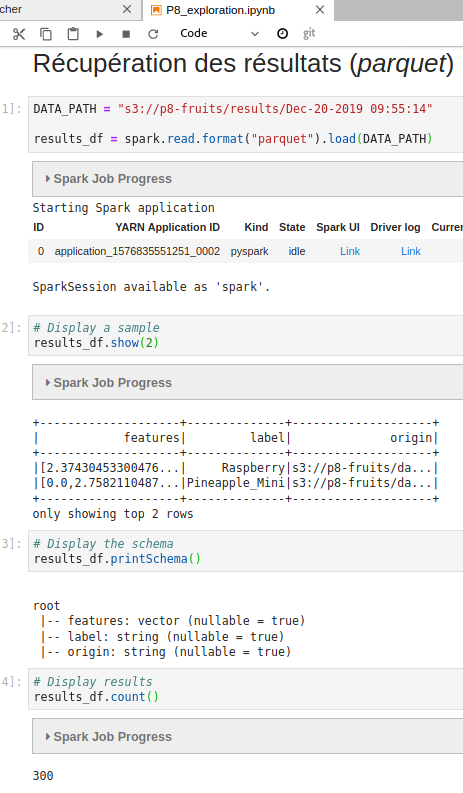 cher
P8_exploration.ipynb
Code
git
Récupération des résultats (parquet)
1]:
DATA_PATH = "s3://p8-fruits/results/Dec-20-2019 09:55:14"
results_df = spark.read.format("parquet").load(DATA_PATH)
Spark Job Progress
Starting Spark application
ID YARN Application ID Kind State Spark UI Driver log Currer
0 application_1576835551251_0002 pyspark idle Link Link
SparkSession available as 'spark'.
2]:
# Display a sample
results_df.show(2)
Spark Job Progress
+--------------------+--------------+--------------------+
|            features|         label|              origin|
+--------------------+--------------+--------------------+
|[2.37430453300476...|     Raspberry|s3://p8-fruits/da...|
|[0.0,2.7582110487...|Pineapple_Mini|s3://p8-fruits/da...|
+--------------------+--------------+--------------------+
only showing top 2 rows
3]:
# Display the schema
results_df.printSchema()
root
 |-- features: vector (nullable = true)
 |-- label: string (nullable = true)
 |-- origin: string (nullable = true)
4]:
# Display results
results_df.count()
Spark Job Progress
300